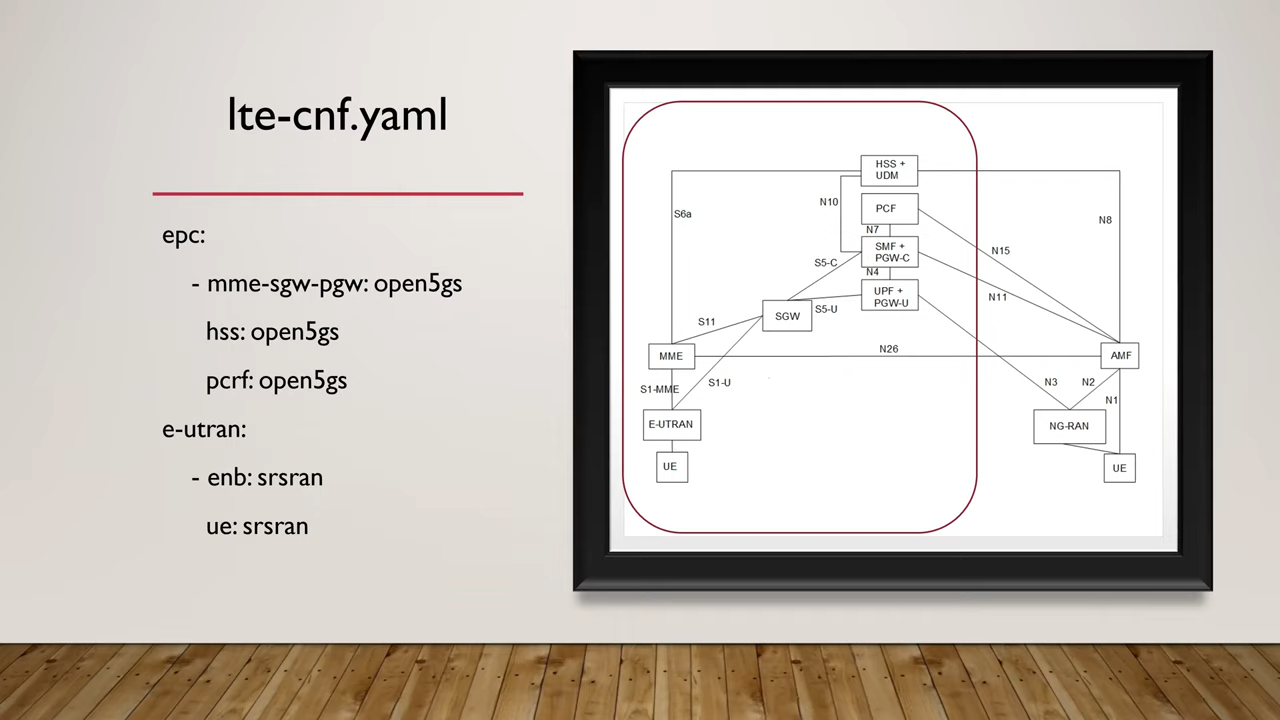 lte-cnf.yaml
epc:
- mme-sgw-pgw: open5gs
hss: open5gs
pcrf: open5gs
e-utran:
- enb: srsran
ue: srsran
HSS +
UDM
N10
PCF
S6a
N8
N7
SMF +
PGW-C
N15
S5-C
N4
UPF +
PGW-U
N11
S5-U
SGW
S11
N26
MME
AMF
S1-MME
S1-U
N3
N2
N1
E-UTRAN
NG-RAN
UE
UE